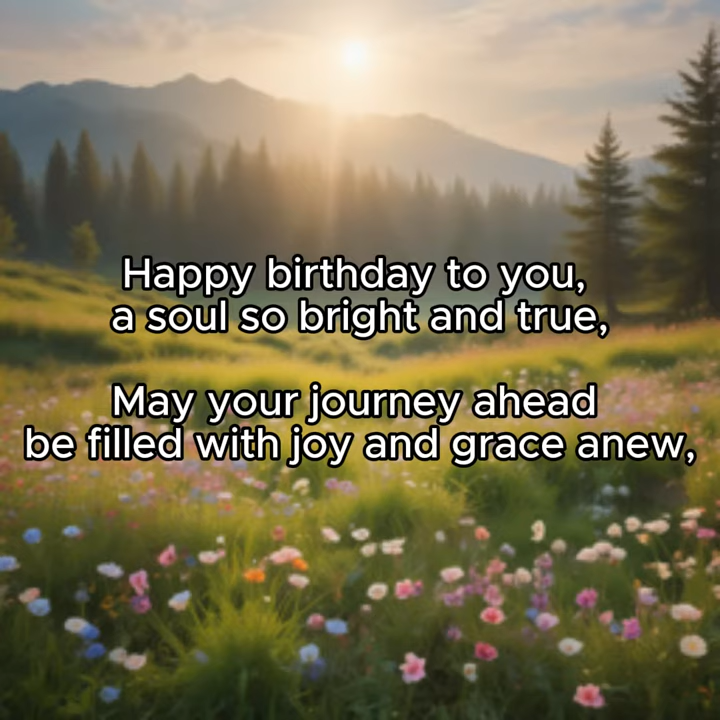 Happy birthday to you,
a soul so bright and true,
May your journey ahead
be filled with joy and grace anew,